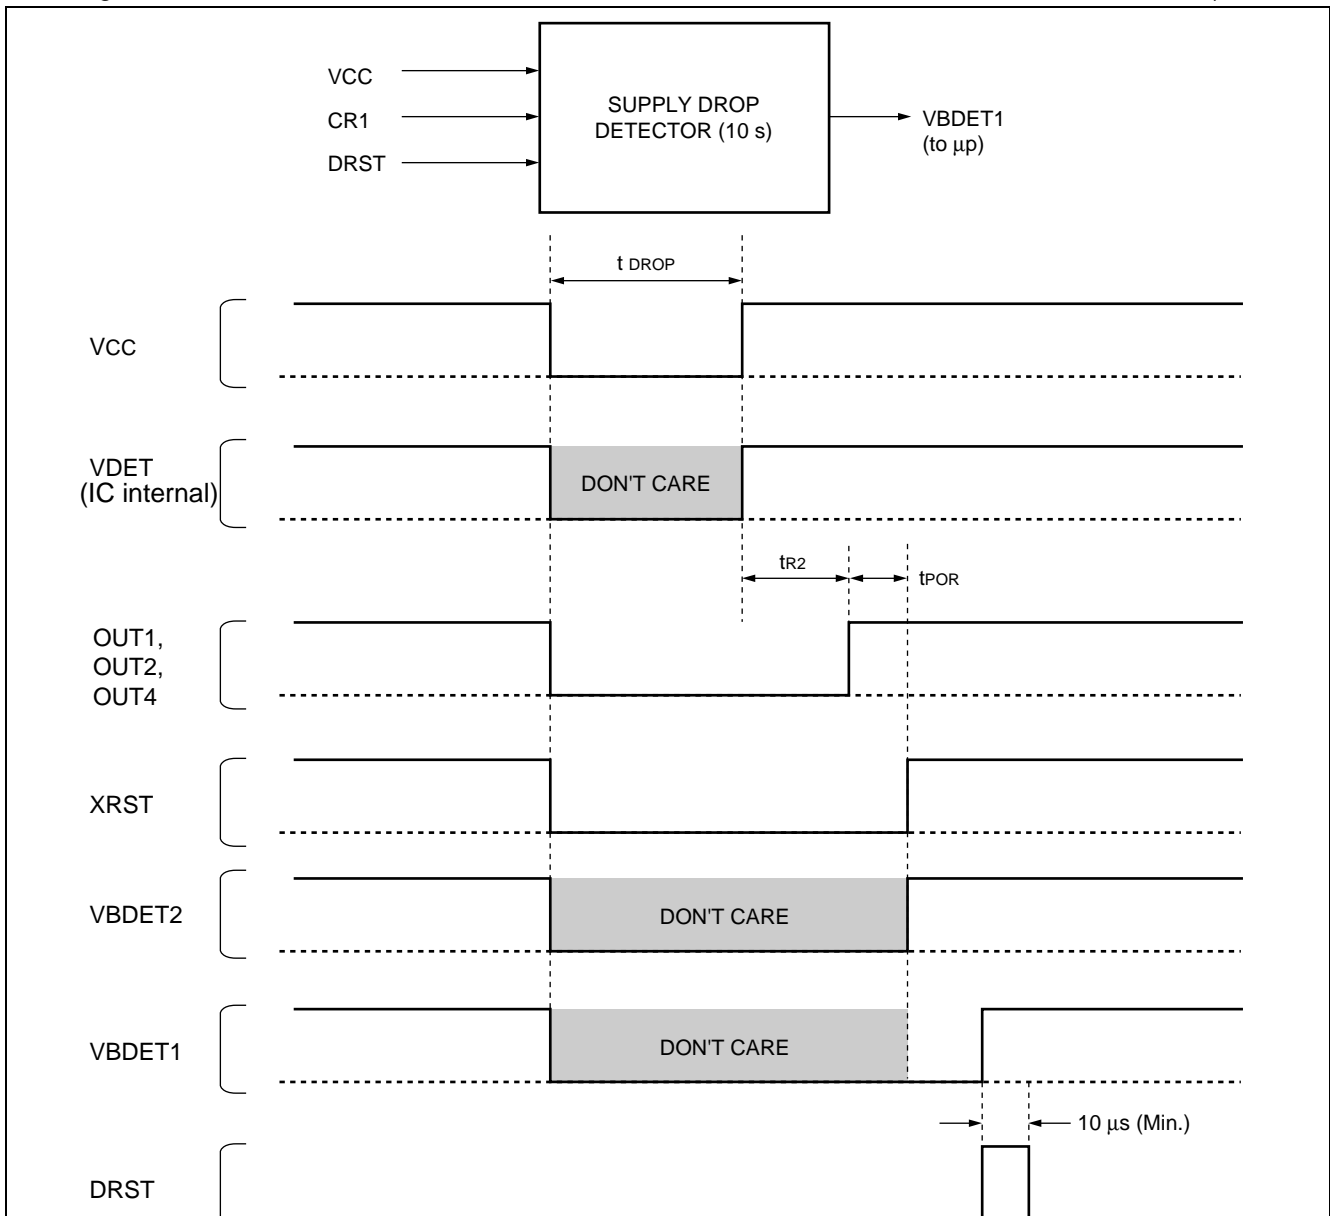 VCC
CR1
DRST
SUPPLY DROP
DETECTOR (10 s)
VBDET1
(to μp)
t DROP
VCC
VDET
(IC internal)
DON'T CARE
tR2
tPOR
OUT1,
OUT2,
OUT4
XRST
VBDET2
DON'T CARE
VBDET1
DON'T CARE
10 μs (Min.)
DRST